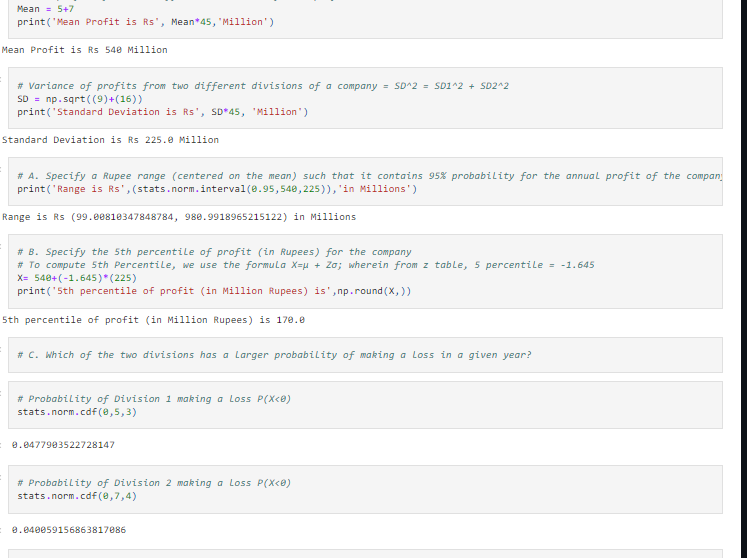 Mean = 5+7
print('Mean Profit is Rs', Mean*45,'Million')
Mean Profit is Rs 540 Million
# Variance of profits from two different divisions of a company = SD^2 = SD1^2 + SD2^2
SD = np.sqrt((9)+(16))
print('Standard Deviation is Rs', SD*45, 'Million')
Standard Deviation is Rs 225.0 Million
# A. Specify a Rupee range (centered on the mean) such that it contains 95% probability for the annual profit of the company
print('Range is Rs',(stats.norm.interval(0.95,540,225)),'in Millions')
Range is Rs (99.00810347848784, 980.9918965215122) in Millions
# B. Specify the 5th percentile of profit (in Rupees) for the company
# To compute 5th Percentile, we use the formula X=μ + Zσ; wherein from z table, 5 percentile = -1.645
X= 540+(-1.645)*(225)
print('5th percentile of profit (in Million Rupees) is',np.round(X,))
5th percentile of profit (in Million Rupees) is 170.0
# C. Which of the two divisions has a larger probability of making a loss in a given year?
# Probability of Division 1 making a loss P(X<0)
stats.norm.cdf(0,5,3)
0.0477903522728147
# Probability of Division 2 making a loss P(X<0)
stats.norm.cdf(0,7,4)
0.040059156863817086